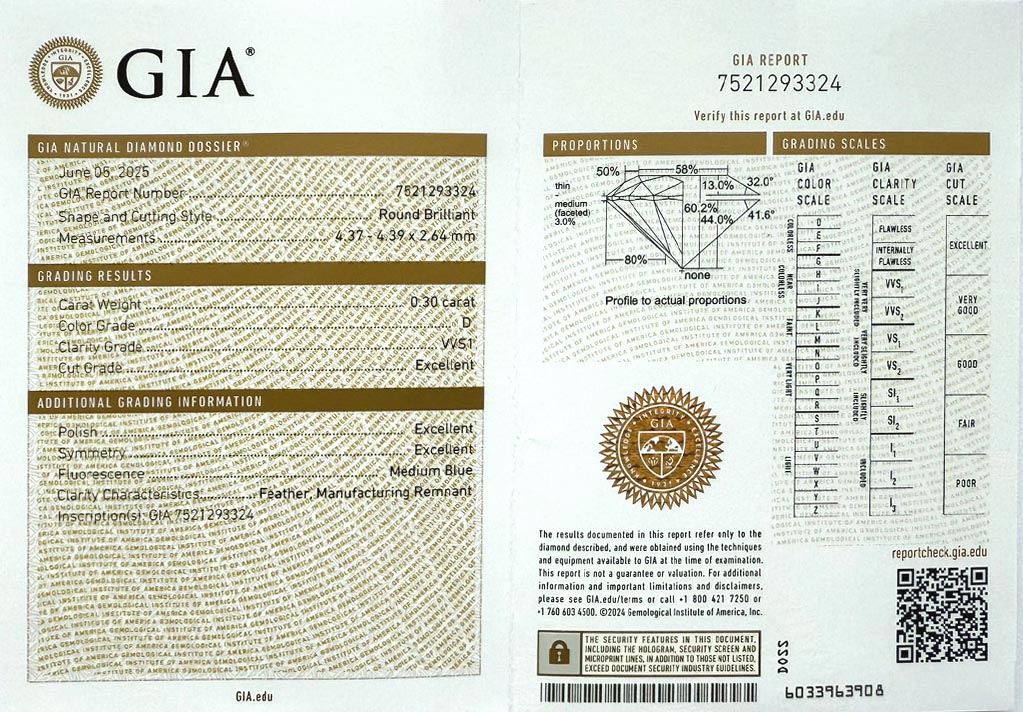 GIA®
GIA NATURAL DIAMOND DOSSIER®
June 05, 2025
GIA Report Number 7521293324
Shape and Cutting Style Round Brilliant
Measurements 4.37 - 4.39 x 2.64 mm
GRADING RESULTS
Carat Weight 0.30 carat
Color Grade D
Clarity Grade VVS1
Cut Grade Excellent
ADDITIONAL GRADING INFORMATION
Polish Excellent
Symmetry Excellent
Fluorescence Medium Blue
Clarity Characteristics Feather, Manufacturing Remnant
Inscription(s): GIA 7521293324
GIA.edu
GIA REPORT
7521293324
Verify this report at GIA.edu
PROPORTIONS
50%
58%
thin
-
medium
(faceted)
3.0%
13.0%
32.0°
60.2%
44.0%
41.6°
80%
none
Profile to actual proportions
GIA
INTEGRITY
1931
The results documented in this report refer only to the
diamond described, and were obtained using the techniques
and equipment available to GIA at the time of examination.
This report is not a guarantee or valuation. For additional
information and important limitations and disclaimers,
please see GIA.edu/terms or call +1 800 421 7250 or
+1 760 603 4500. ©2024 Gemological Institute of America, Inc.
THE SECURITY FEATURES IN THIS DOCUMENT,
INCLUDING THE HOLOGRAM, SECURITY SCREEN AND
MICROPRINT LINES, IN ADDITION TO THOSE NOT LISTED,
EXCEED DOCUMENT SECURITY INDUSTRY GUIDELINES.
GRADING SCALES
GIA
COLOR
SCALE
COLORLESS
D
E
F
NEAR
COLORLESS
G
H
I
J
FAINT
K
L
M
VERY LIGHT
N
O
P
Q
R
LIGHT
S
T
U
V
W
X
Y
Z
GIA
CLARITY
SCALE
FLAWLESS
INTERNALLY
FLAWLESS
VERY VERY
SLIGHTLY INCLUDED
VVS1
VVS2
VERY SLIGHTLY
INCLUDED
VS1
VS2
SLIGHTLY
INCLUDED
SI1
SI2
INCLUDED
I1
I2
I3
GIA
CUT
SCALE
EXCELLENT
VERY
GOOD
GOOD
FAIR
POOR
reportcheck.gia.edu
DO22
6033963908